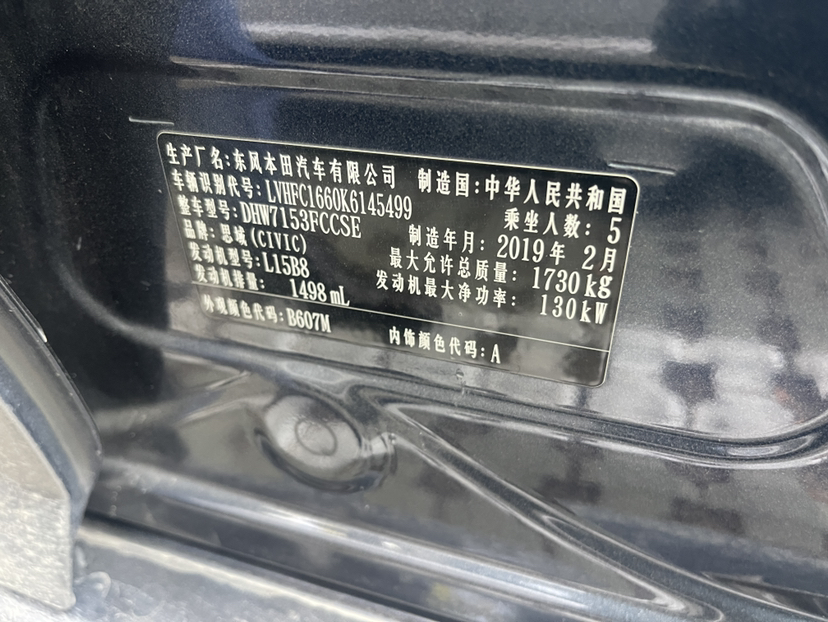 生产厂名:东风本田汽车有限公司 制造国:中华人民共和国
车辆识别代号:LVHFC1660K6145499 乘坐人数: 5
整车型号:DHW7153FCCSE 制造年月: 2019年 2月
品牌:思域(CIVIC) 最大允许总质量: 1730kg
发动机型号:L15B8 发动机最大净功率: 130kW
发动机排量: 1498mL
外观颜色代码:B607M 内饰颜色代码:A